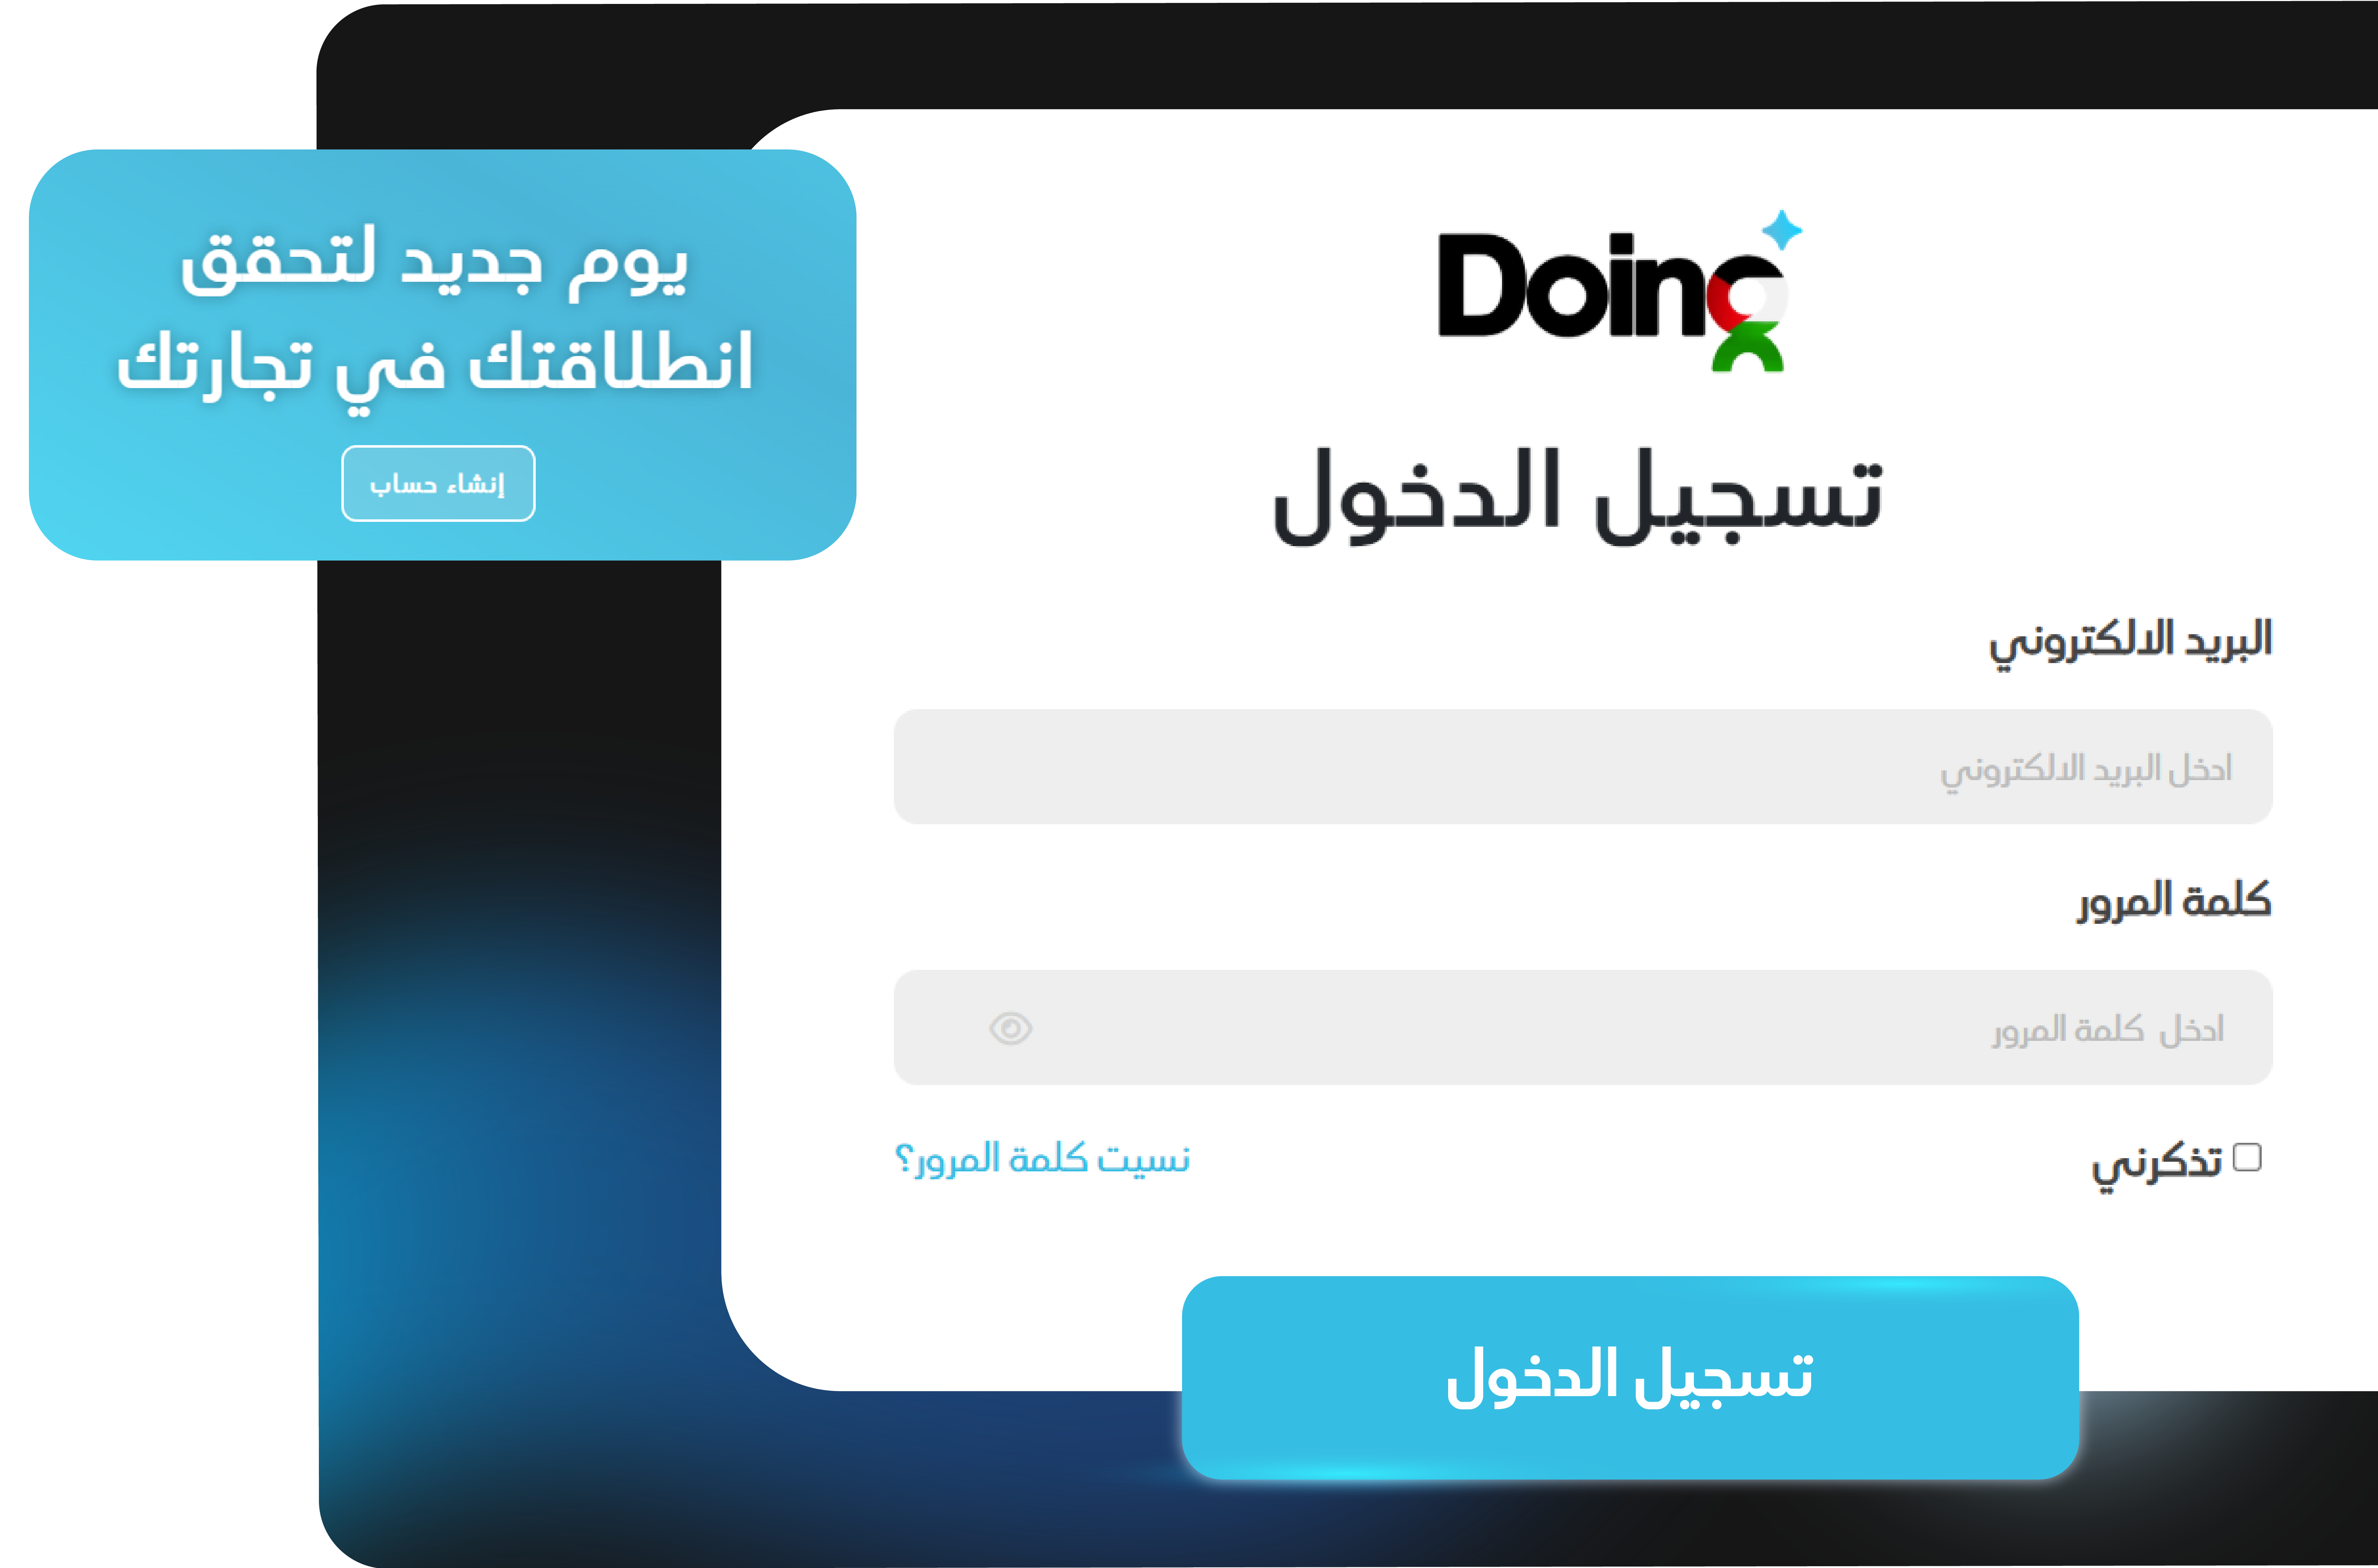 Doing
تسجيل الدخول
البريد الالكتروني
ادخل البريد الالكتروني
كلمة المرور
ادخل كلمة المرور
تذكرني
نسيت كلمة المرور؟
تسجيل الدخول
يوم جديد لتحقق
انطلاقتك في تجارتك
إنشاء حساب